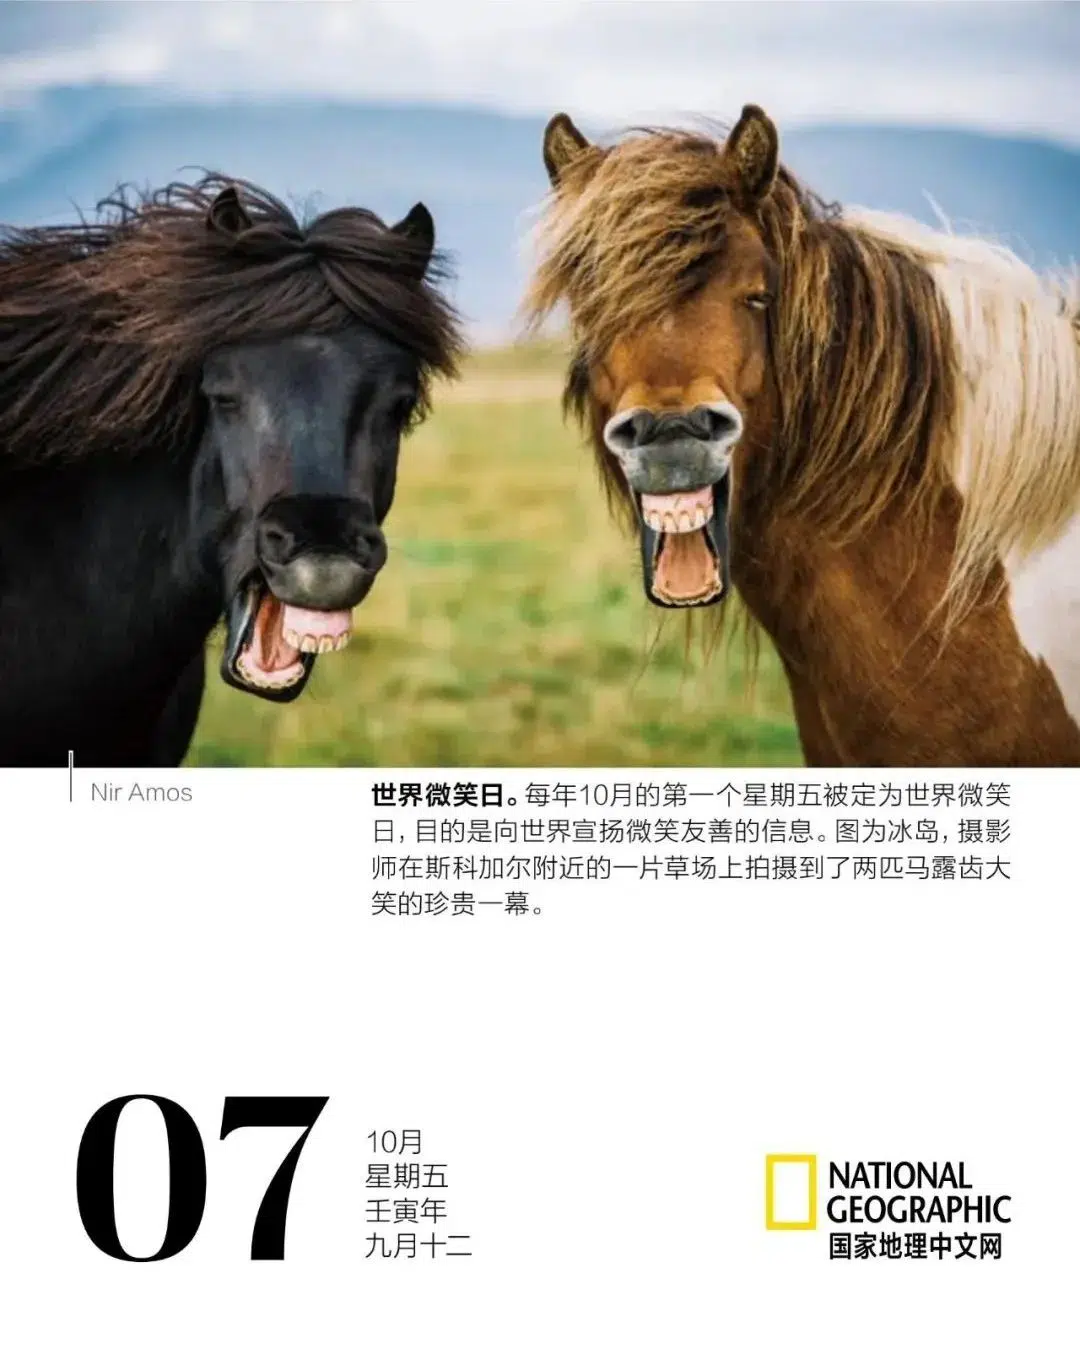 Nir Amos
世界微笑日。每年10月的第一个星期五被定为世界微笑
日，目的是向世界宣扬微笑友善的信息。图为冰岛，摄影
师在斯科加尔附近的一片草场上拍摄到了两匹马露齿大
笑的珍贵一幕。
07
10月
星期五
壬寅年
九月十二
NATIONAL
GEOGRAPHIC
国家地理中文网